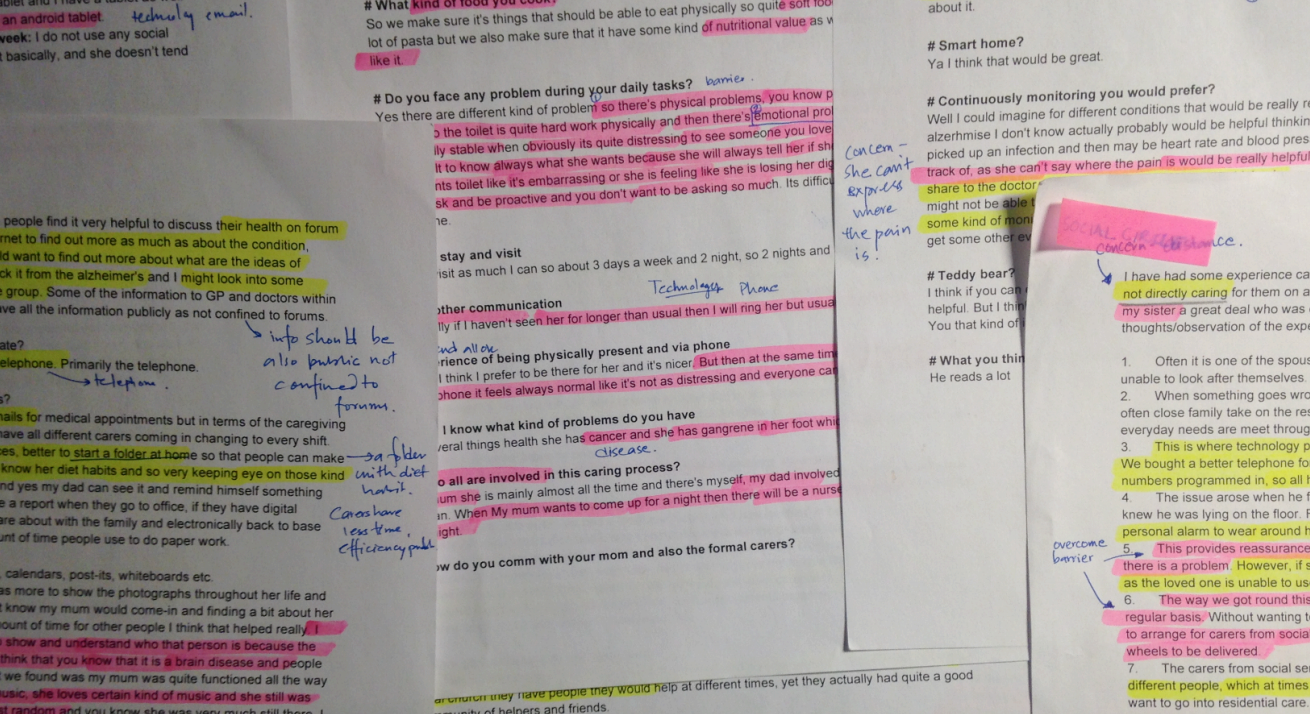 an android tablet.
technology email.
week: I do not use any social
basically, and she doesn't tend
people find it very helpful to discuss their health on forum
net to find out more as much as about the condition,
want to find out more about what are the ideas of
ck it from the alzheimer's and I might look into some
group. Some of the information to GP and doctors within
ve all the information publicly as not confined to forums.
info should be
also public not
confined to
forums.
ate?
elephone. Primarily the telephone.
telephone.
s?
nails for medical appointments but in terms of the caregiving
have all different carers coming in changing to every shift.
ces, better to start a folder at home so that people can make
know her diet habits and so very keeping eye on those kind
nd yes my dad can see it and remind himself something
e a report when they go to office, if they have digital
are about with the family and electronically back to base
unt of time people use to do paper work.
a folder
with diet
habit.
Carers have
less time,
efficiency
calendars, post-its, whiteboards etc.
as more to show the photographs throughout her life and
know my mum would come-in and finding a bit about her
ount of time for other people I think that helped really. I
show and understand who that person is because the
think that you know that it is a brain disease and people
we found was my mum was quite functioned all the way
usic, she loves certain kind of music and she still was
random and you know she was very much still there. I
# What kind of food you cook?
So we make sure it's things that should be able to eat physically so quite soft foo
lot of pasta but we also make sure that it have some kind of nutritional value as w
like it.
# Do you face any problem during your daily tasks?
barrier.
Yes there are different kind of problem so there's physical problems, you know p
o the toilet is quite hard work physically and then there's emotional pro
lly stable when obviously its quite distressing to see someone you love
lt to know always what she wants because she will always tell her if sh
nts toilet like it's embarrassing or she is feeling like she is losing her dig
sk and be proactive and you don't want to be asking so much. Its difficu
ne.
stay and visit
isit as much I can so about 3 days a week and 2 night, so 2 nights and
Technology Phone
other communication
lly if I haven't seen her for longer than usual then I will ring her but usua
rience of being physically present and via phone
I think I prefer to be there for her and it's nicer. But then at the same tim
phone it feels always normal like it's not as distressing and everyone can
I know what kind of problems do you have
veral things health she has cancer and she has gangrene in her foot whi
disease.
o all are involved in this caring process?
um she is mainly almost all the time and there's myself, my dad involved
an. When My mum wants to come up for a night then there will be a nurse
ight.
ow do you comm with your mom and also the formal carers?
church they have people they would help at different times, yet they actually had quite a good
of helpers and friends.
about it.
# Smart home?
Ya I think that would be great.
# Continuously monitoring you would prefer?
Well I could imagine for different conditions that would be really r
alzerhmise I don't know actually probably would be helpful thinkin
picked up an infection and then may be heart rate and blood pres
track of, as she can't say where the pain is would be really helpful
share to the doctor
might not be able t
some kind of moni
get some other ev
Concern -
She can't
express
where
the pain
is.
# Teddy bear?
I think if you can
helpful. But I thin
You that kind of
# What you thin
He reads a lot
SOCIAL
concern
I have had some experience ca
not directly caring for them on a
my sister a great deal who was
thoughts/observation of the expe
1. Often it is one of the spous
unable to look after themselves.
2. When something goes wro
often close family take on the re
everyday needs are meet throug
3. This is where technology p
We bought a better telephone fo
numbers programmed in, so all h
4. The issue arose when he f
knew he was lying on the floor. F
personal alarm to wear around h
overcome
barrier
5. This provides reassurance
there is a problem. However, if s
as the loved one is unable to us
6. The way we got round this
regular basis. Without wanting to
to arrange for carers from socia
wheels to be delivered.
7. The carers from social se
different people, which at times
want to go into residential care.